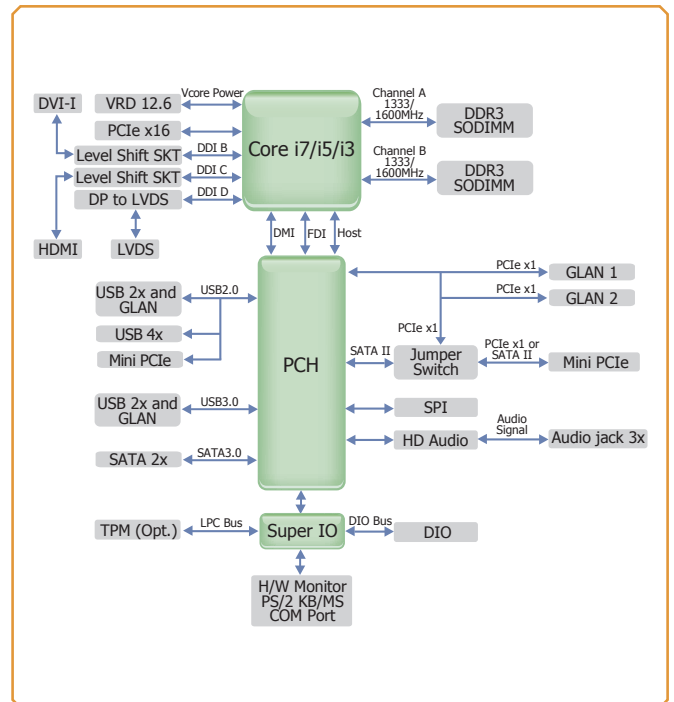 Vcore Power
DVI-I
VRD 12.6
PCIe x16
Level Shift SKT
DDI B
Level Shift SKT
DDI C
DP to LVDS
DDI D
HDMI
LVDS
Core i7/i5/i3
Channel A
1333/
1600MHz
DDR3
SODIMM
Channel B
1333/
1600MHz
DDR3
SODIMM
DMI
FDI
Host
USB 2x and
GLAN
USB2.0
USB 4x
Mini PCIe
USB 2x and
GLAN
USB3.0
SATA 2x
SATA3.0
PCH
PCIe x1
GLAN 1
PCIe x1
GLAN 2
PCIe x1
SATA II
Jumper
Switch
PCIe x1 or
SATA II
Mini PCIe
SPI
HD Audio
Audio
Signal
Audio jack 3x
TPM (Opt.)
LPC Bus
Super IO
DIO Bus
DIO
H/W Monitor
PS/2 KB/MS
COM Port